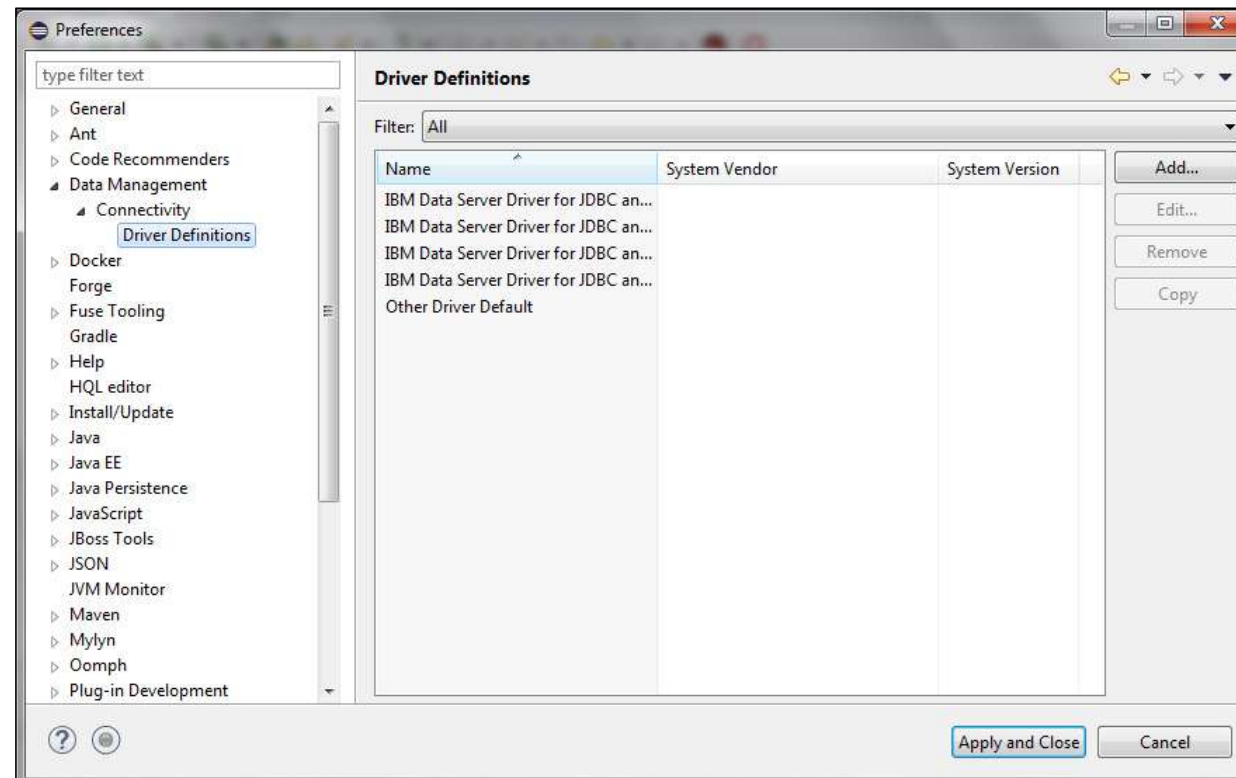 Preferences
type filter text
General
Ant
Code Recommenders
Data Management
Connectivity
Driver Definitions
Docker
Forge
Fuse Tooling
Gradle
Help
HQL editor
Install/Update
Java
Java EE
Java Persistence
JavaScript
JBoss Tools
JSON
JVM Monitor
Maven
Mylyn
Oomph
Plug-in Development
Driver Definitions
Filter: All
Name System Vendor System Version
IBM Data Server Driver for JDBC an...
IBM Data Server Driver for JDBC an...
IBM Data Server Driver for JDBC an...
IBM Data Server Driver for JDBC an...
Other Driver Default
Add...
Edit...
Remove
Copy
Apply and Close Cancel